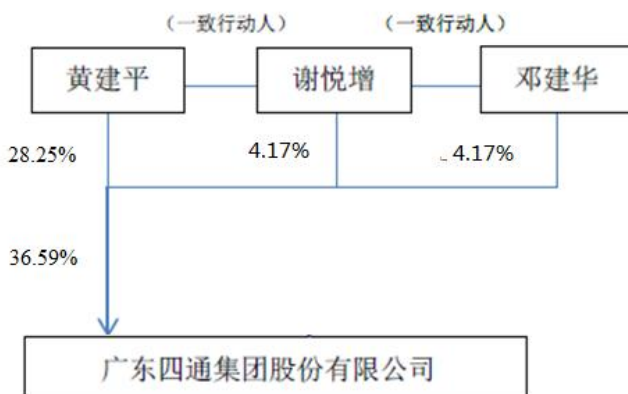 （一致行动人） （一致行动人）
黄建平 谢悦增 邓建华
28.25% 4.17% 4.17%
36.59%
广东四通集团股份有限公司